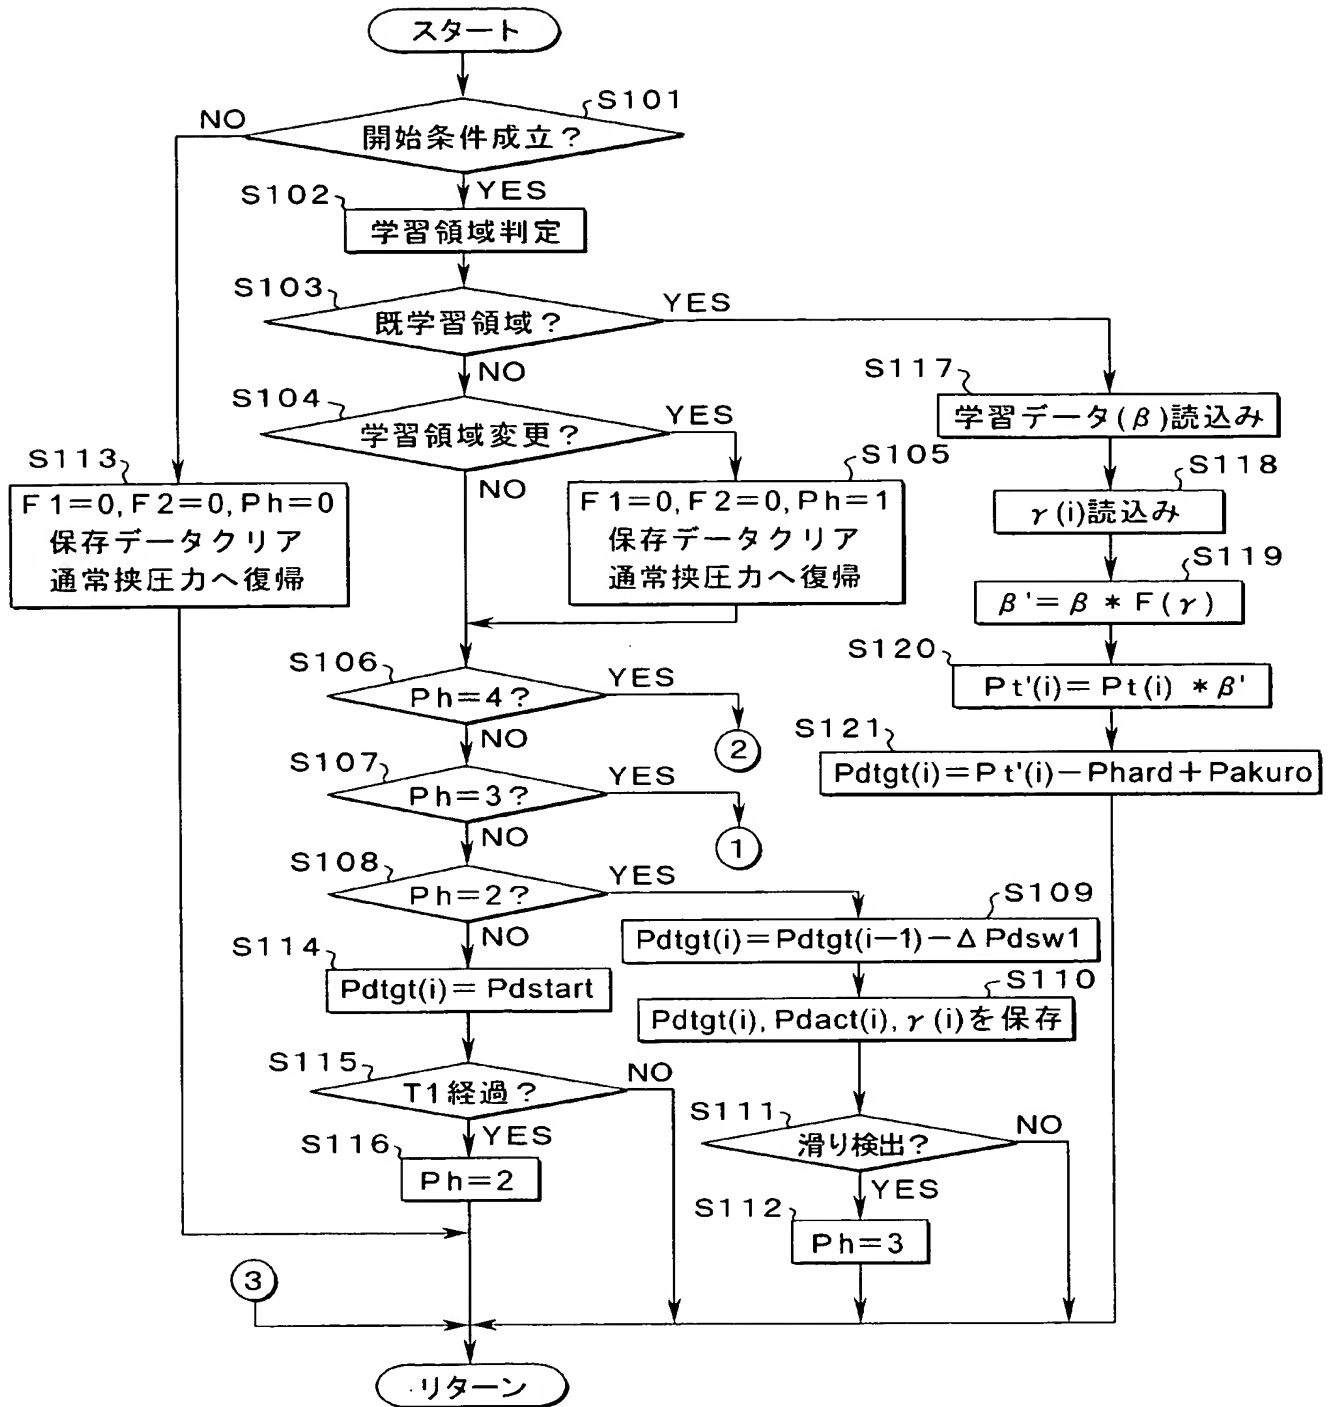 スタート
S101
NO
開始条件成立?
YES
S102
学習領域判定
S103
既学習領域?
YES
NO
S104
学習領域変更?
YES
NO
S113
F1=0, F2=0, Ph=0
保存データクリア
通常挟圧力へ復帰
S105
F1=0, F2=0, Ph=1
保存データクリア
通常挟圧力へ復帰
S117
学習データ(β)読込み
S118
γ(i)読込み
S119
β'=β*F(γ)
S120
Pt'(i)=Pt(i)*β'
S121
Pdtgt(i)=Pt'(i)-Phard+Pakuro
S106
Ph=4?
YES
②
NO
S107
Ph=3?
YES
①
NO
S108
Ph=2?
YES
NO
S109
Pdtgt(i)=Pdtgt(i-1)-ΔPdsw1
S110
Pdtgt(i), Pdact(i), γ(i)を保存
S114
Pdtgt(i)=Pdstart
S115
T1経過?
NO
YES
S116
Ph=2
S111
滑り検出?
NO
YES
S112
Ph=3
③
リターン